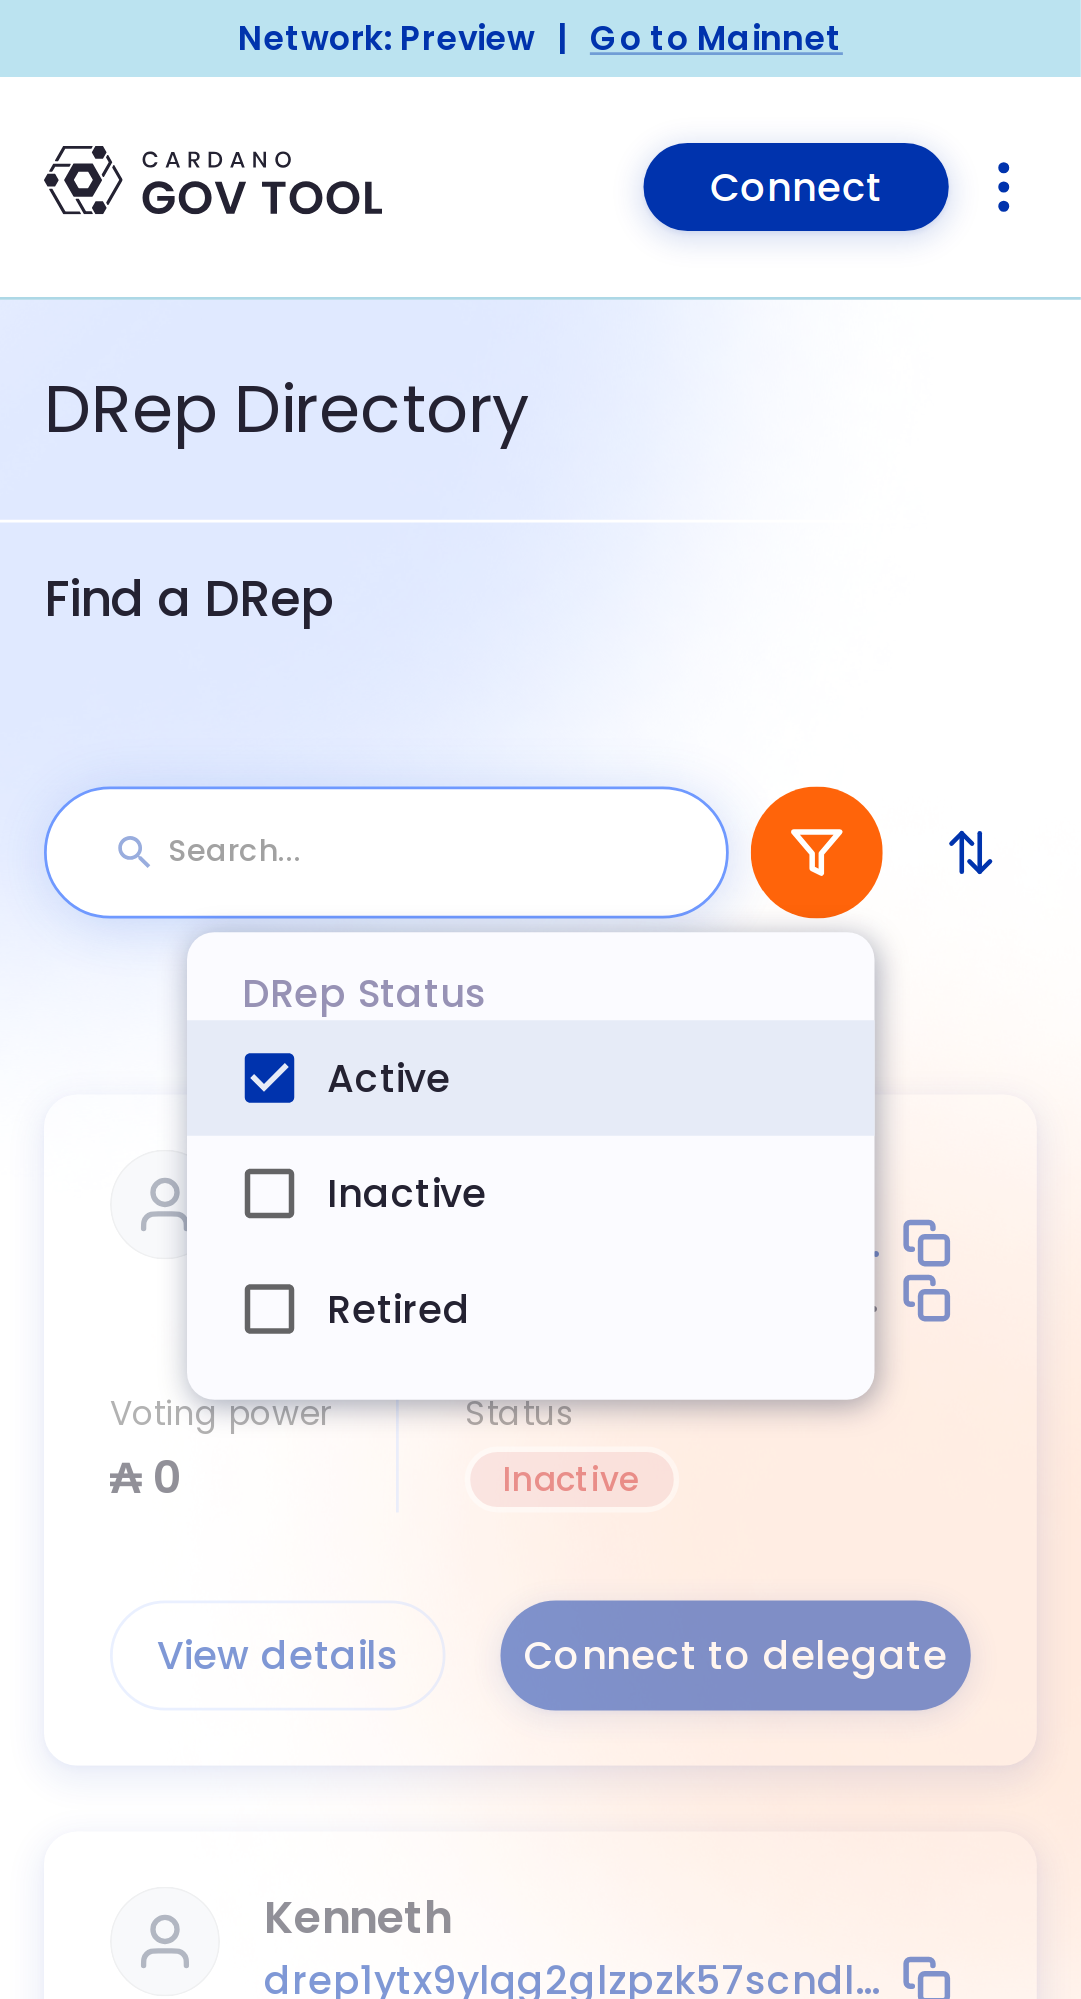 Network: Preview | Go to Mainnet
CARDANO
GOV TOOL
Connect
DRep Directory
Find a DRep
Search...
DRep Status
Active
Inactive
Retired
Voting power
Status
₳ 0
Inactive
View details
Connect to delegate
Kenneth